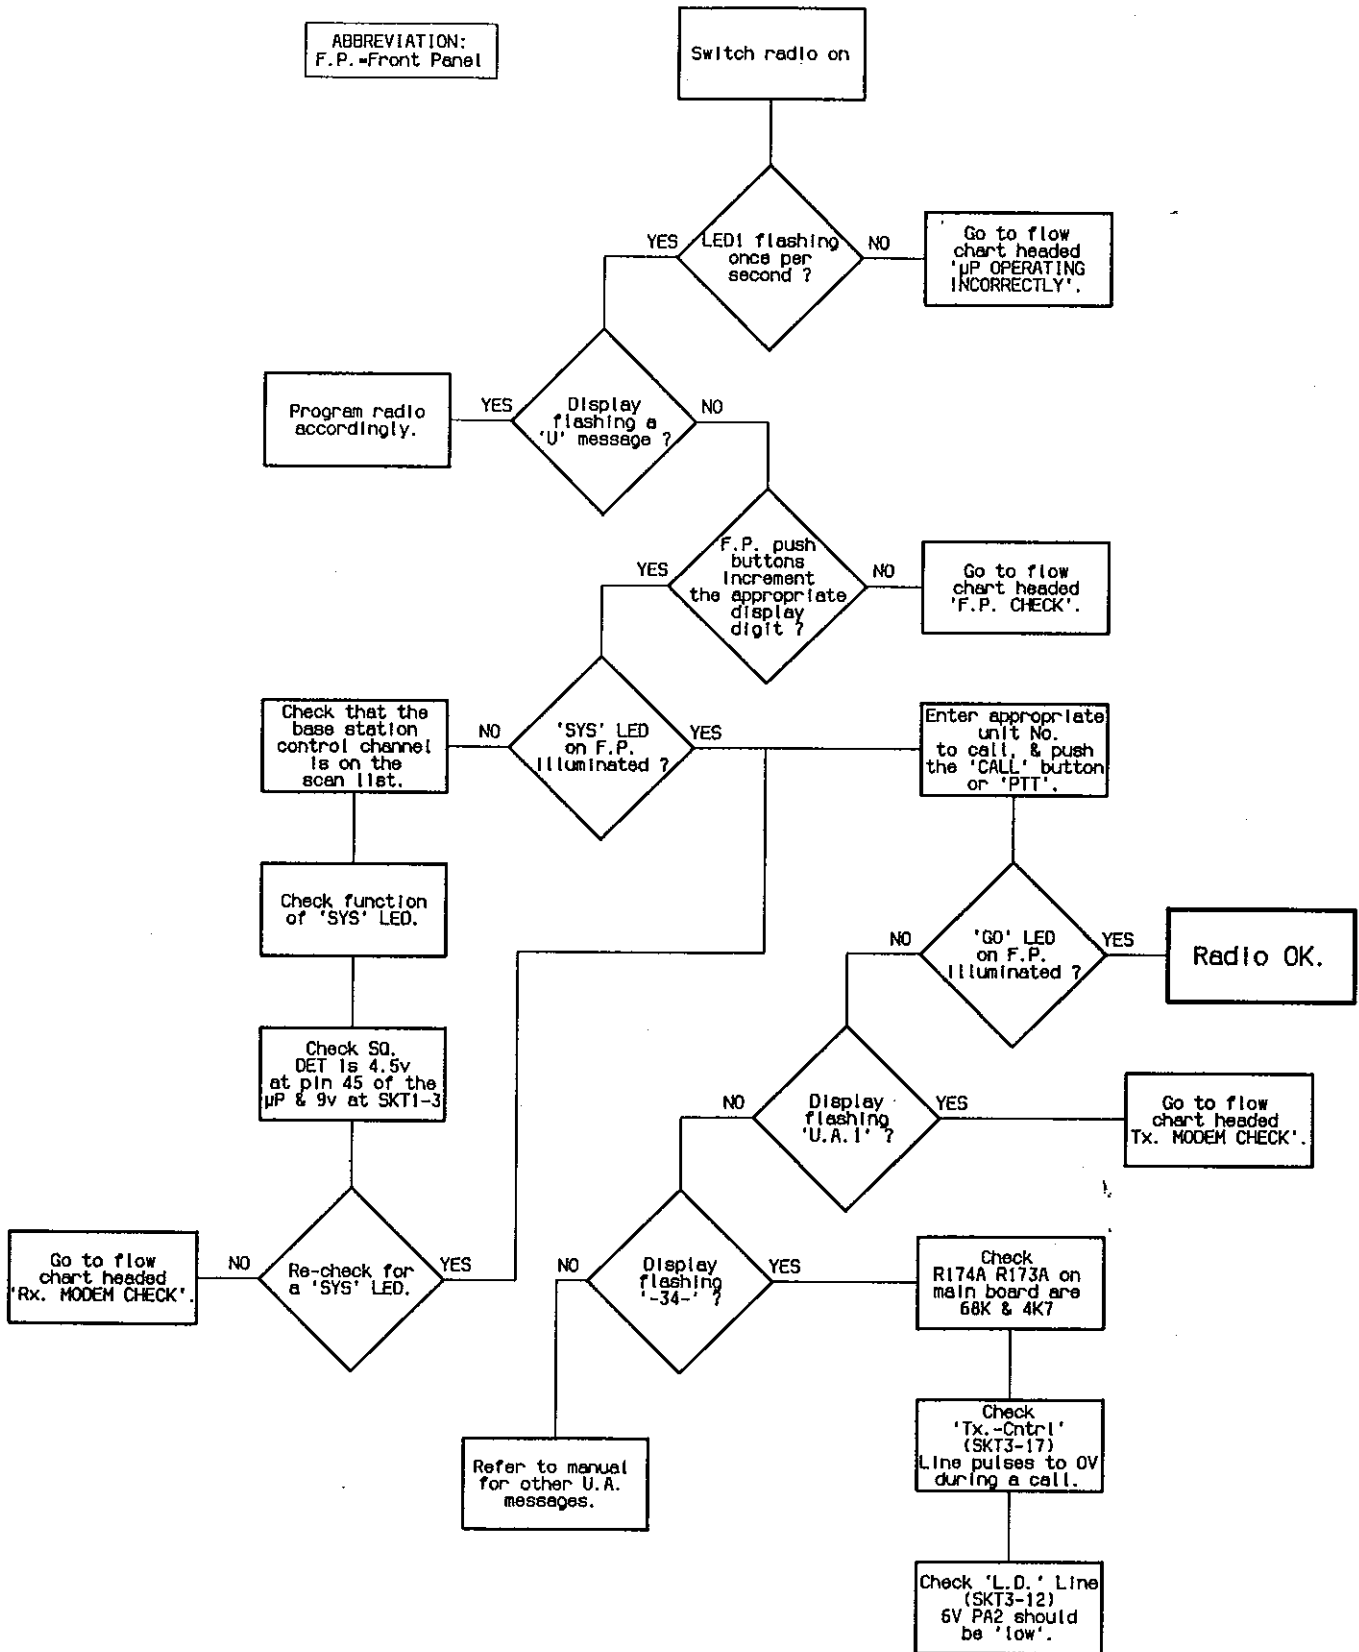 ABBREVIATION:
F.P.=Front Panel
Switch radio on
LED1 flashing
once per
second ?
YES
NO
Go to flow
chart headed
'µP OPERATING
INCORRECTLY'.
Display
flashing a
'U' message ?
YES
NO
Program radio
accordingly.
F.P. push
buttons
increment
the appropriate
display
digit ?
YES
NO
Go to flow
chart headed
'F.P. CHECK'.
'SYS' LED
on F.P.
illuminated ?
NO
YES
Check that the
base station
control channel
is on the
scan list.
Enter appropriate
unit No.
to call, & push
the 'CALL' button
or 'PTT'.
Check function
of 'SYS' LED.
'GO' LED
on F.P.
illuminated ?
NO
YES
Radio OK.
Check SQ.
DET is 4.5v
at pin 45 of the
µP & 9v at SKT1-3
Display
flashing
'U.A.1' ?
NO
YES
Go to flow
chart headed
Tx. MODEM CHECK'.
Re-check for
a 'SYS' LED.
NO
YES
Go to flow
chart headed
'Rx. MODEM CHECK'.
Display
flashing
'-34-' ?
NO
YES
Check
R174A R173A on
main board are
68K & 4K7
Refer to manual
for other U.A.
messages.
Check
'Tx.-Cntrl'
(SKT3-17)
Line pulses to 0V
during a call.
Check 'L.D.' Line
(SKT3-12)
6V PA2 should
be 'low'.